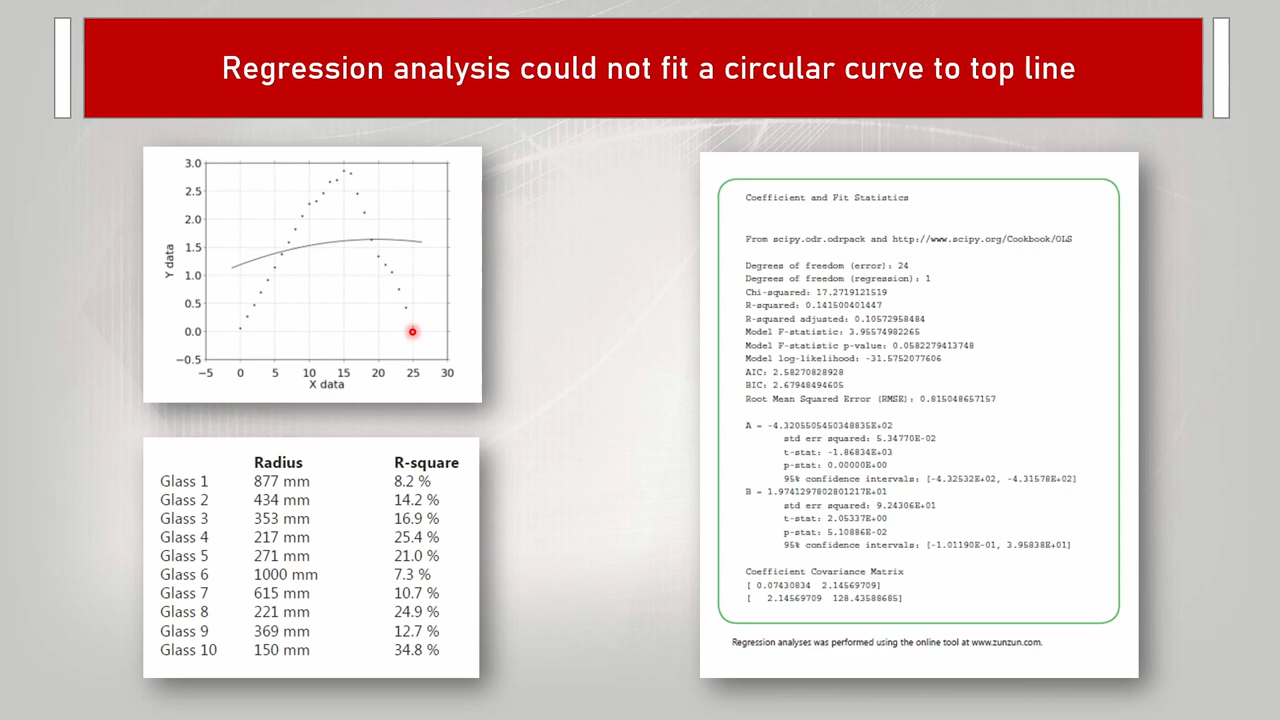 Regression analysis could not fit a circular curve to top line
3.0
2.5
2.0
1.5
1.0
0.5
0.0
−0.5
Y data
−5 0 5 10 15 20 25 30
X data
Radius R-square
Glass 1 877 mm 8.2 %
Glass 2 434 mm 14.2 %
Glass 3 353 mm 16.9 %
Glass 4 217 mm 25.4 %
Glass 5 271 mm 21.0 %
Glass 6 1000 mm 7.3 %
Glass 7 615 mm 10.7 %
Glass 8 221 mm 24.9 %
Glass 9 369 mm 12.7 %
Glass 10 150 mm 34.8 %
Coefficient and Fit Statistics
From scipy.odr.odrpack and http://www.scipy.org/Cookbook/OLS
Degrees of freedom (error): 24
Degrees of freedom (regression): 1
Chi-squared: 17.2719121519
R-squared: 0.141500401447
R-squared adjusted: 0.10572958484
Model F-statistic: 3.95574982265
Model F-statistic p-value: 0.0582279413748
Model log-likelihood: -31.5752077606
AIC: 2.58270828928
BIC: 2.67948494605
Root Mean Squared Error (RMSE): 0.815048657157
A = -4.3205505450348835E+02
std err squared: 5.34770E-02
t-stat: -1.86834E+03
p-stat: 0.00000E+00
95% confidence intervals: [-4.32532E+02, -4.31578E+02]
B = 1.9741297802801217E+01
std err squared: 9.24306E+01
t-stat: 2.05337E+00
p-stat: 5.10886E-02
95% confidence intervals: [-1.01190E-01, 3.95838E+01]
Coefficient Covariance Matrix
[ 0.07430834 2.14569709]
[ 2.14569709 128.43588685]
Regression analyses was performed using the online tool at www.zunzun.com.